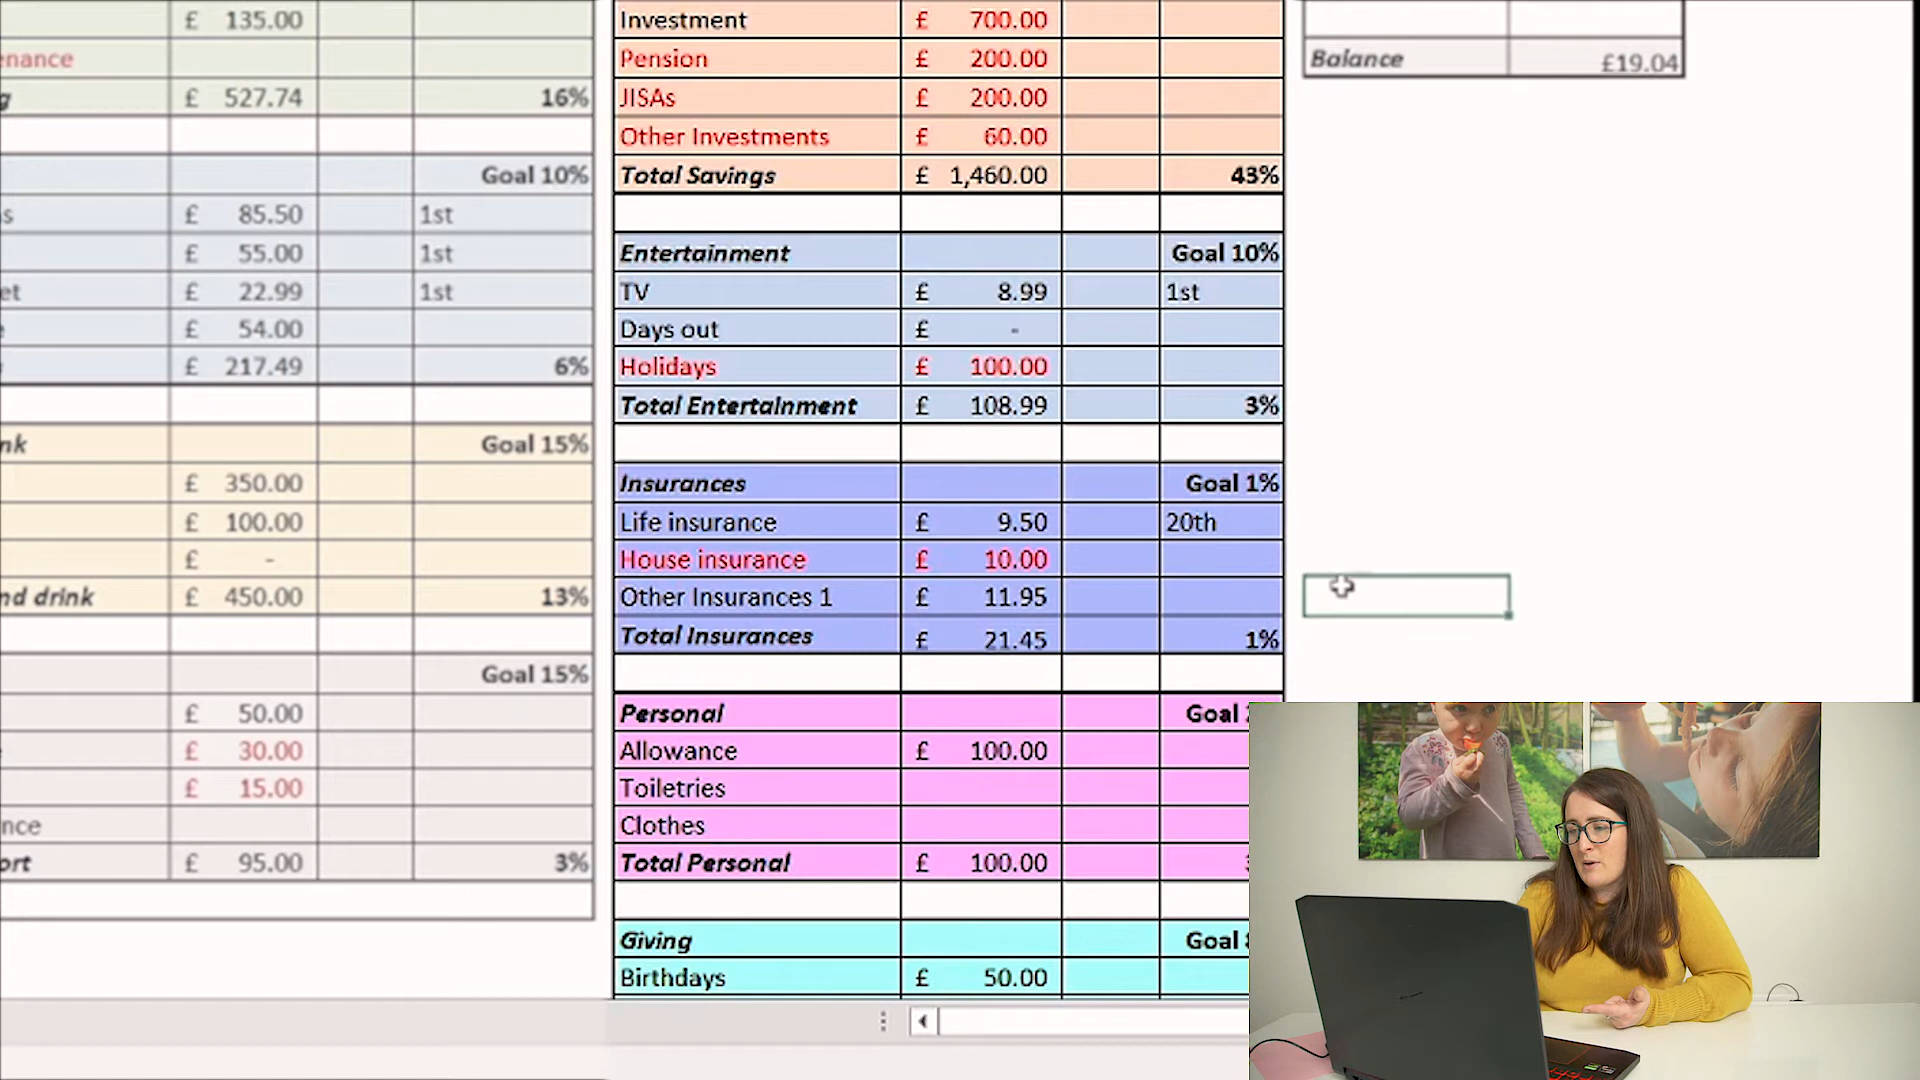 £ 135.00
enance
g £ 527.74 16%
Goal 10%
s £ 85.50 1st
£ 55.00 1st
et £ 22.99 1st
e £ 54.00
£ 217.49 6%
nk Goal 15%
£ 350.00
£ 100.00
£ -
nd drink £ 450.00 13%
Goal 15%
£ 50.00
e £ 30.00
£ 15.00
nce
ort £ 95.00 3%
Investment £ 700.00
Pension £ 200.00
JISAs £ 200.00
Other Investments £ 60.00
Total Savings £ 1,460.00 43%
Entertainment Goal 10%
TV £ 8.99 1st
Days out £ -
Holidays £ 100.00
Total Entertainment £ 108.99 3%
Insurances Goal 1%
Life insurance £ 9.50 20th
House insurance £ 10.00
Other Insurances 1 £ 11.95
Total Insurances £ 21.45 1%
Personal Goal
Allowance £ 100.00
Toiletries
Clothes
Total Personal £ 100.00
Giving Goal
Birthdays £ 50.00
Balance £19.04